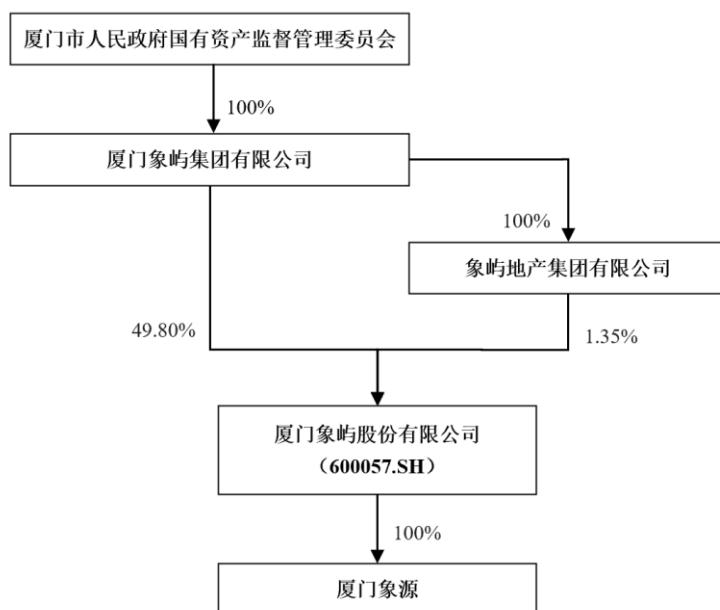 厦门市人民政府国有资产监督管理委员会
100%
厦门象屿集团有限公司
100%
象屿地产集团有限公司
49.80%
1.35%
厦门象屿股份有限公司
（600057.SH）
100%
厦门象源